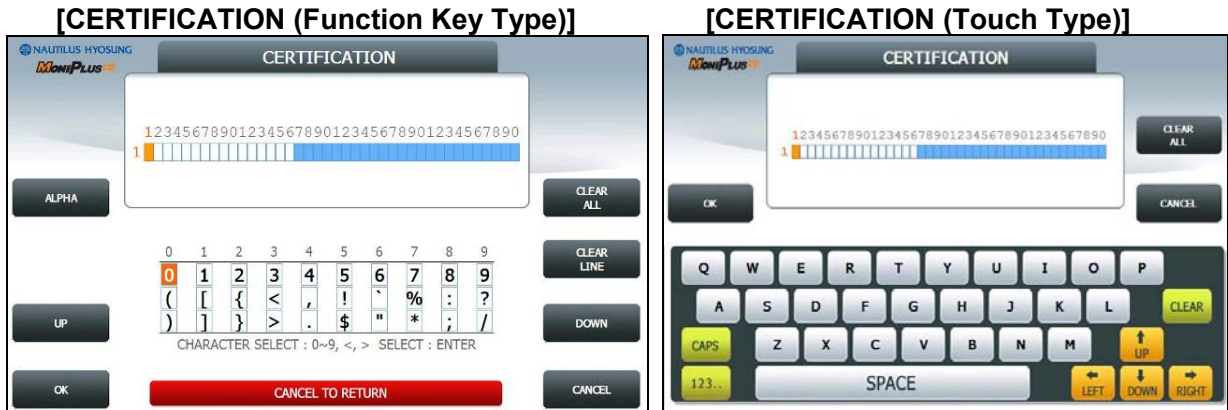 [CERTIFICATION (Function Key Type)]
NAUTILUS HYOSUNG
MONIPLUS CE
CERTIFICATION
1234567890123456789012345678901234567890
1
ALPHA
CLEAR ALL
0 1 2 3 4 5 6 7 8 9
0 1 2 3 4 5 6 7 8 9
( [ { < , ! ` % : ?
) ] } > . $ " * ; /
CLEAR LINE
UP
DOWN
CHARACTER SELECT : 0~9, <, > SELECT : ENTER
OK
CANCEL TO RETURN
CANCEL
[CERTIFICATION (Touch Type)]
NAUTILUS HYOSUNG
MONIPLUS CE
CERTIFICATION
1234567890123456789012345678901234567890
1
CLEAR ALL
OK
CANCEL
Q W E R T Y U I O P
A S D F G H J K L CLEAR
CAPS Z X C V B N M UP
123.. SPACE LEFT DOWN RIGHT